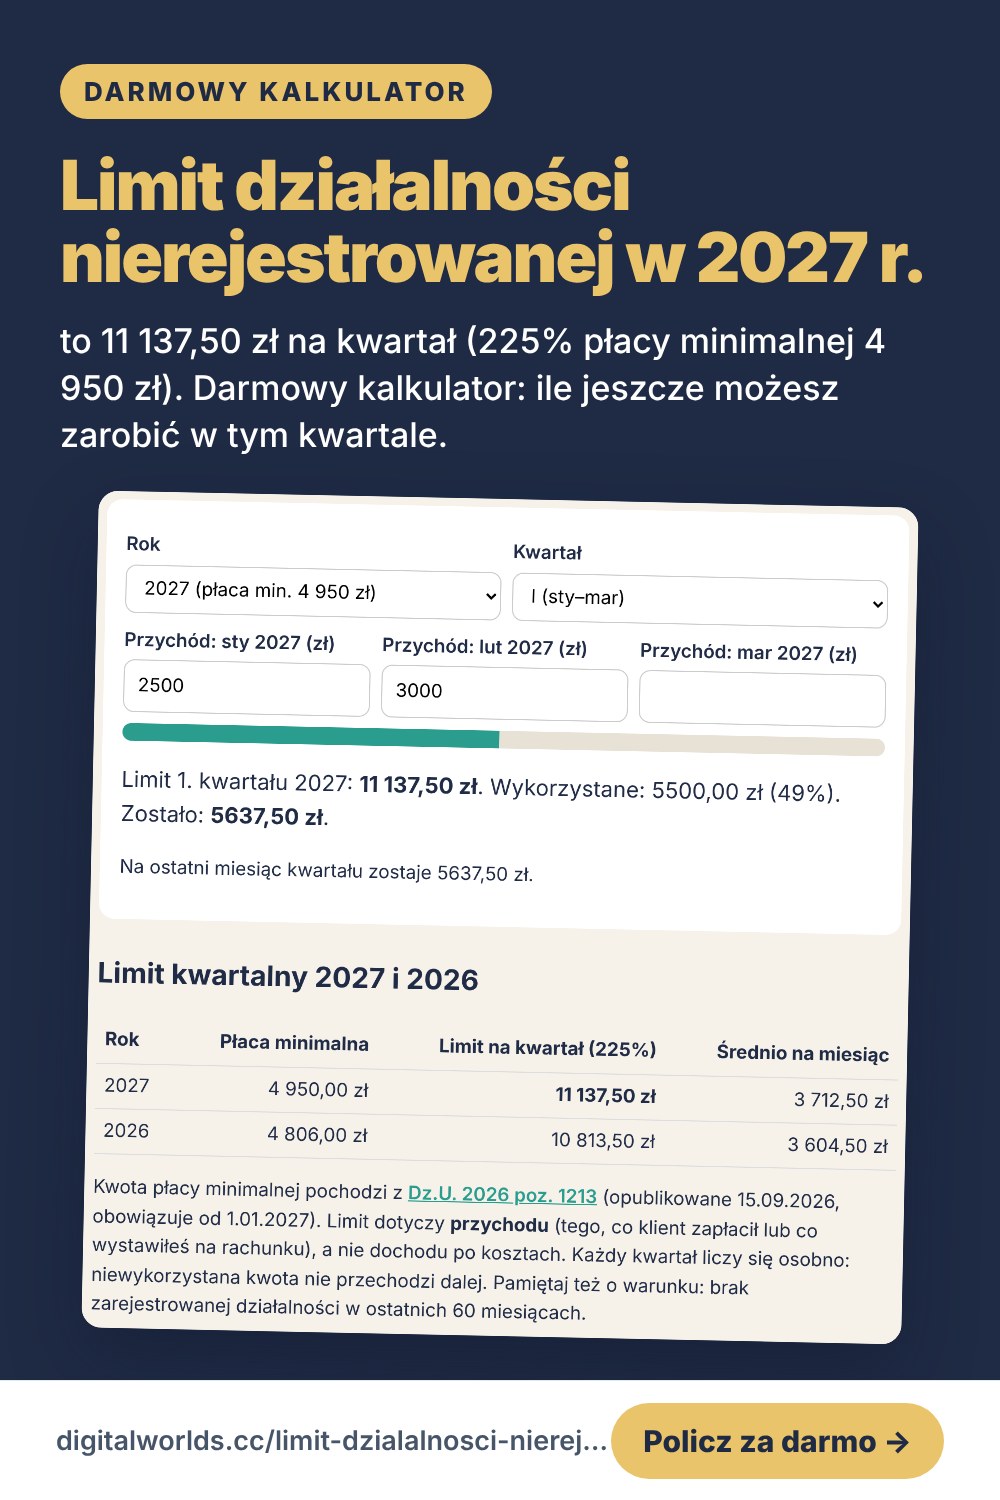 DARMOWY KALKULATOR
Limit działalności
nierejestrowanej w 2027 r.
to 11 137,50 zł na kwartał (225% płacy minimalnej 4
950 zł). Darmowy kalkulator: ile jeszcze możesz
zarobić w tym kwartale.
Rok
Kwartał
2027 (płaca min. 4 950 zł)
I (sty–mar)
Przychód: sty 2027 (zł)
Przychód: lut 2027 (zł)
Przychód: mar 2027 (zł)
2500
3000
Limit 1. kwartału 2027: 11 137,50 zł. Wykorzystane: 5500,00 zł (49%).
Zostało: 5637,50 zł.
Na ostatni miesiąc kwartału zostaje 5637,50 zł.
Limit kwartalny 2027 i 2026
Rok Płaca minimalna Limit na kwartał (225%) Średnio na miesiąc
2027 4 950,00 zł 11 137,50 zł 3 712,50 zł
2026 4 806,00 zł 10 813,50 zł 3 604,50 zł
Kwota płacy minimalnej pochodzi z Dz.U. 2026 poz. 1213 (opublikowane 15.09.2026,
obowiązuje od 1.01.2027). Limit dotyczy przychodu (tego, co klient zapłacił lub co
wystawiłeś na rachunku), a nie dochodu po kosztach. Każdy kwartał liczy się osobno:
niewykorzystana kwota nie przechodzi dalej. Pamiętaj też o warunku: brak
zarejestrowanej działalności w ostatnich 60 miesiącach.
digitalworlds.cc/limit-dzialalnosci-nierej...
Policz za darmo →